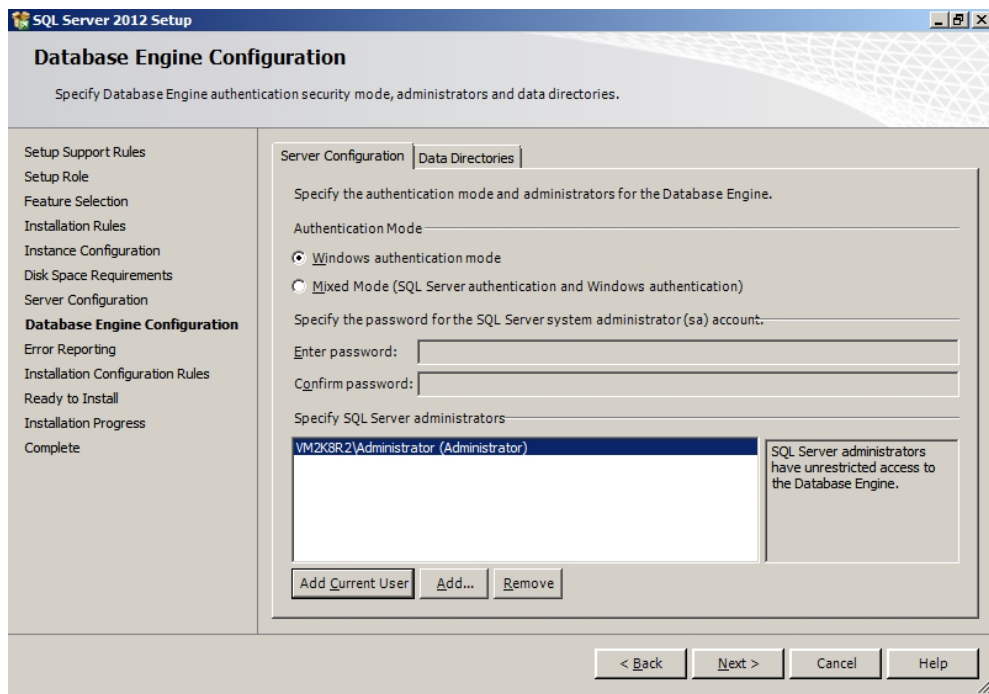 SQL Server 2012 Setup
Database Engine Configuration
Specify Database Engine authentication security mode, administrators and data directories.
Setup Support Rules
Setup Role
Feature Selection
Installation Rules
Instance Configuration
Disk Space Requirements
Server Configuration
Database Engine Configuration
Error Reporting
Installation Configuration Rules
Ready to Install
Installation Progress
Complete
Server Configuration
Data Directories
Specify the authentication mode and administrators for the Database Engine.
Authentication Mode
Windows authentication mode
Mixed Mode (SQL Server authentication and Windows authentication)
Specify the password for the SQL Server system administrator (sa) account.
Enter password:
Confirm password:
Specify SQL Server administrators
VM2K8R2\Administrator (Administrator)
SQL Server administrators
have unrestricted access to
the Database Engine.
Add Current User
Add...
Remove
< Back
Next >
Cancel
Help